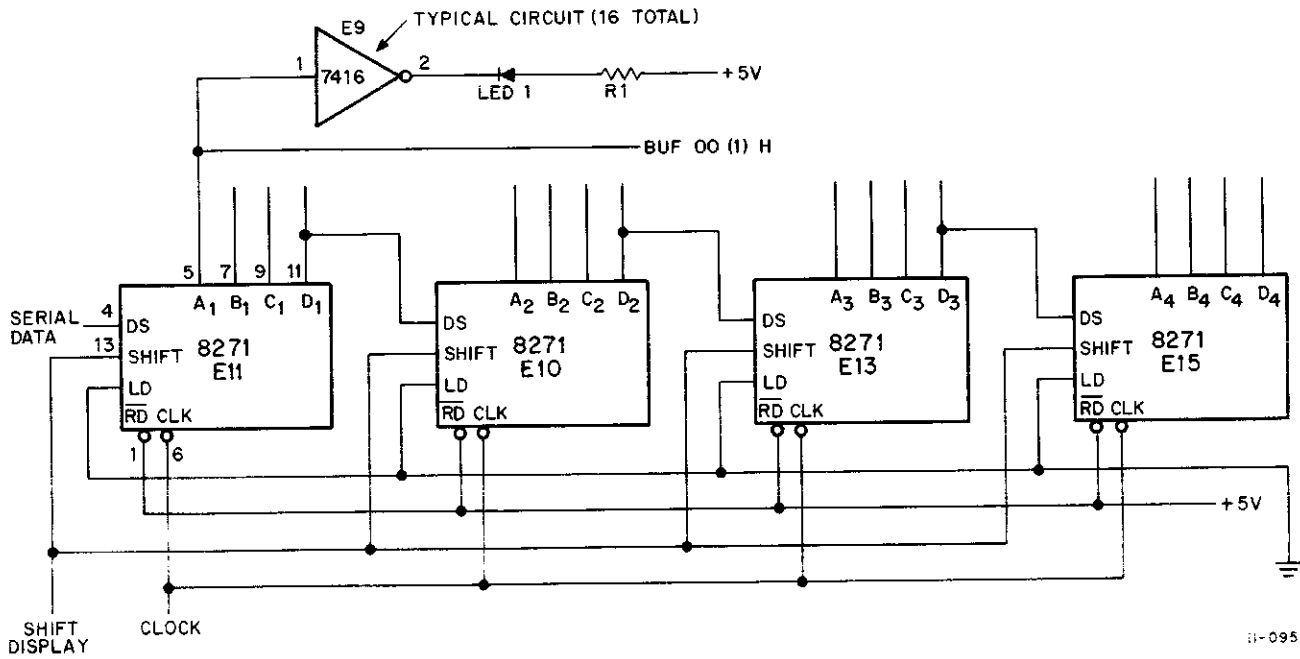 TYPICAL CIRCUIT (16 TOTAL)
E9
1
7416
2
LED 1
R1
+5V
BUF 00 (1) H
5
7
9
11
A1
B1
C1
D1
A2
B2
C2
D2
A3
B3
C3
D3
A4
B4
C4
D4
SERIAL
DATA
4
DS
13
SHIFT
8271
E11
LD
RD CLK
1
6
DS
SHIFT
8271
E10
LD
RD CLK
DS
SHIFT
8271
E13
LD
RD CLK
DS
SHIFT
8271
E15
LD
RD CLK
+5V
SHIFT
DISPLAY
CLOCK
11-095